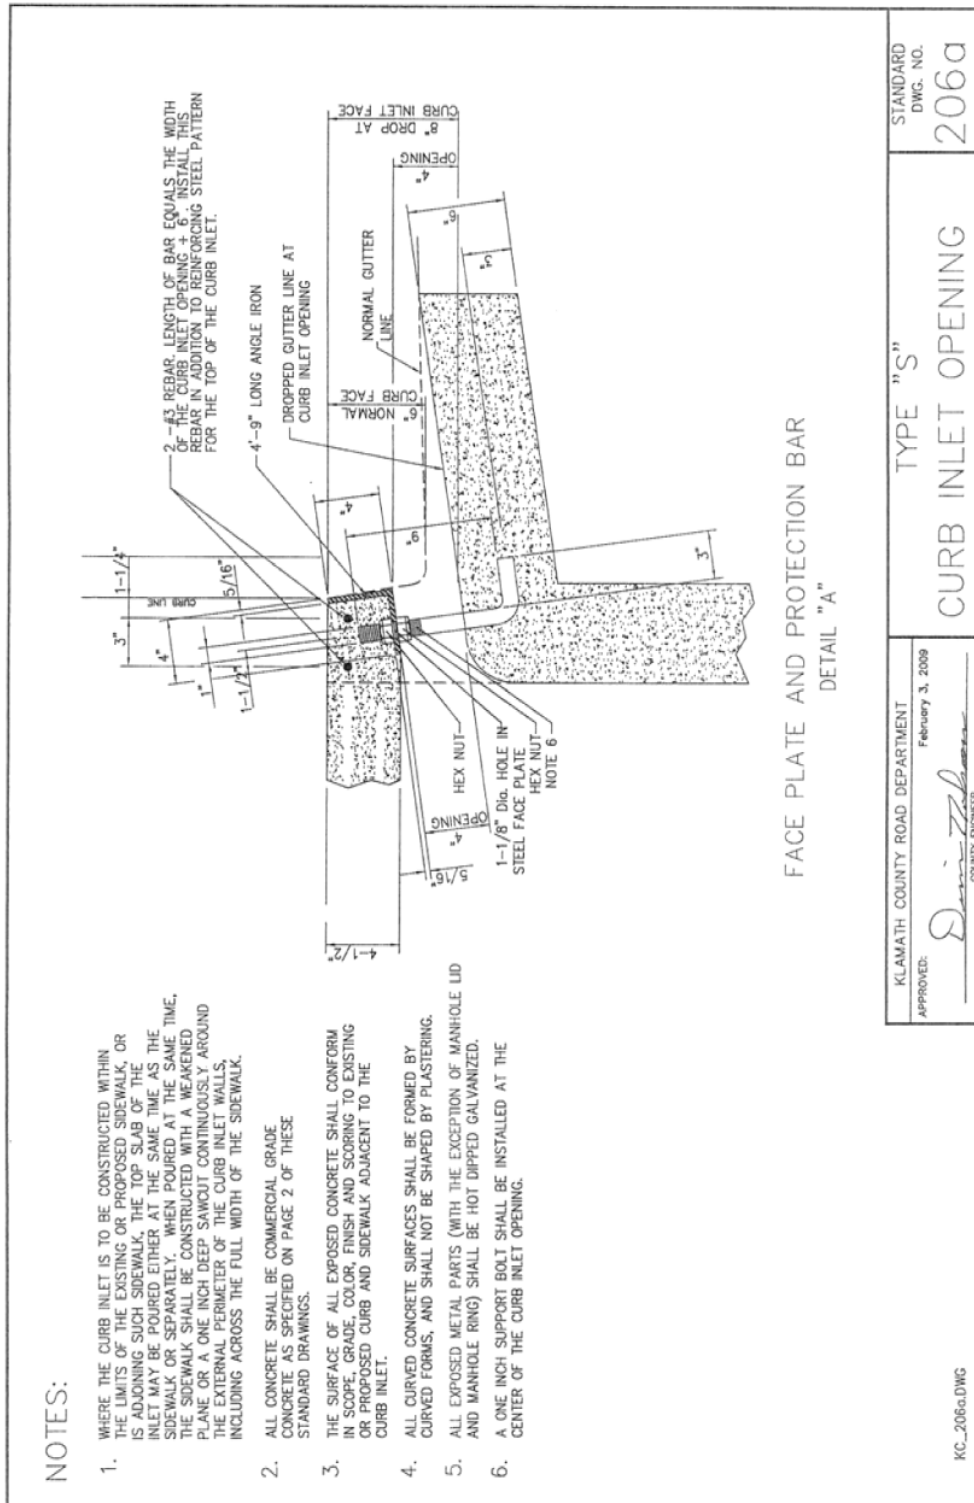 NOTES:
1. WHERE THE CURB INLET IS TO BE CONSTRUCTED WITHIN
THE LIMITS OF THE EXISTING OR PROPOSED SIDEWALK, OR
IS ADJOINING SUCH SIDEWALK, THE TOP SLAB OF THE
INLET MAY BE POURED EITHER AT THE SAME TIME AS THE
SIDEWALK OR SEPARATELY. WHEN POURED AT THE SAME TIME,
THE SIDEWALK SHALL BE CONSTRUCTED WITH A WEAKENED
PLANE OR A ONE INCH DEEP SAWCUT CONTINUOUSLY AROUND
THE EXTERNAL PERIMETER OF THE CURB INLET WALLS,
INCLUDING ACROSS THE FULL WIDTH OF THE SIDEWALK.
2. ALL CONCRETE SHALL BE COMMERCIAL GRADE
CONCRETE AS SPECIFIED ON PAGE 2 OF THESE
STANDARD DRAWINGS.
3. THE SURFACE OF ALL EXPOSED CONCRETE SHALL CONFORM
IN SCOPE, GRADE, COLOR, FINISH AND SCORING TO EXISTING
OR PROPOSED CURB AND SIDEWALK ADJACENT TO THE
CURB INLET.
4. ALL CURVED CONCRETE SURFACES SHALL BE FORMED BY
CURVED FORMS, AND SHALL NOT BE SHAPED BY PLASTERING.
5. ALL EXPOSED METAL PARTS (WITH THE EXCEPTION OF MANHOLE LID
AND MANHOLE RING) SHALL BE HOT DIPPED GALVANIZED.
6. A ONE INCH SUPPORT BOLT SHALL BE INSTALLED AT THE
CENTER OF THE CURB INLET OPENING.
2 -#3 REBAR, LENGTH OF BAR EQUALS THE WIDTH
OF THE CURB INLET OPENING + 6". INSTALL THIS
REBAR IN ADDITION TO REINFORCING STEEL PATTERN
FOR THE TOP OF THE CURB INLET.
4'-9" LONG ANGLE IRON
DROPPED GUTTER LINE AT
CURB INLET OPENING
NORMAL GUTTER
LINE
8" DROP AT
CURB INLET FACE
4"
OPENING
6" NORMAL
CURB FACE
6"
3"
1-1/4"
5/16"
CURB LINE
3"
4"
1"
1-1/2"
4"
9"
3"
4-1/2"
HEX NUT
1-1/8" Dia. HOLE IN
STEEL FACE PLATE
HEX NUT
NOTE 6
4"
OPENING
5/16"
FACE PLATE AND PROTECTION BAR
DETAIL "A"
KLAMATH COUNTY ROAD DEPARTMENT
APPROVED:
February 3, 2009
COUNTY ENGINEER
TYPE "S"
CURB INLET OPENING
STANDARD
DWG. NO.
206a
KC_206a.DWG